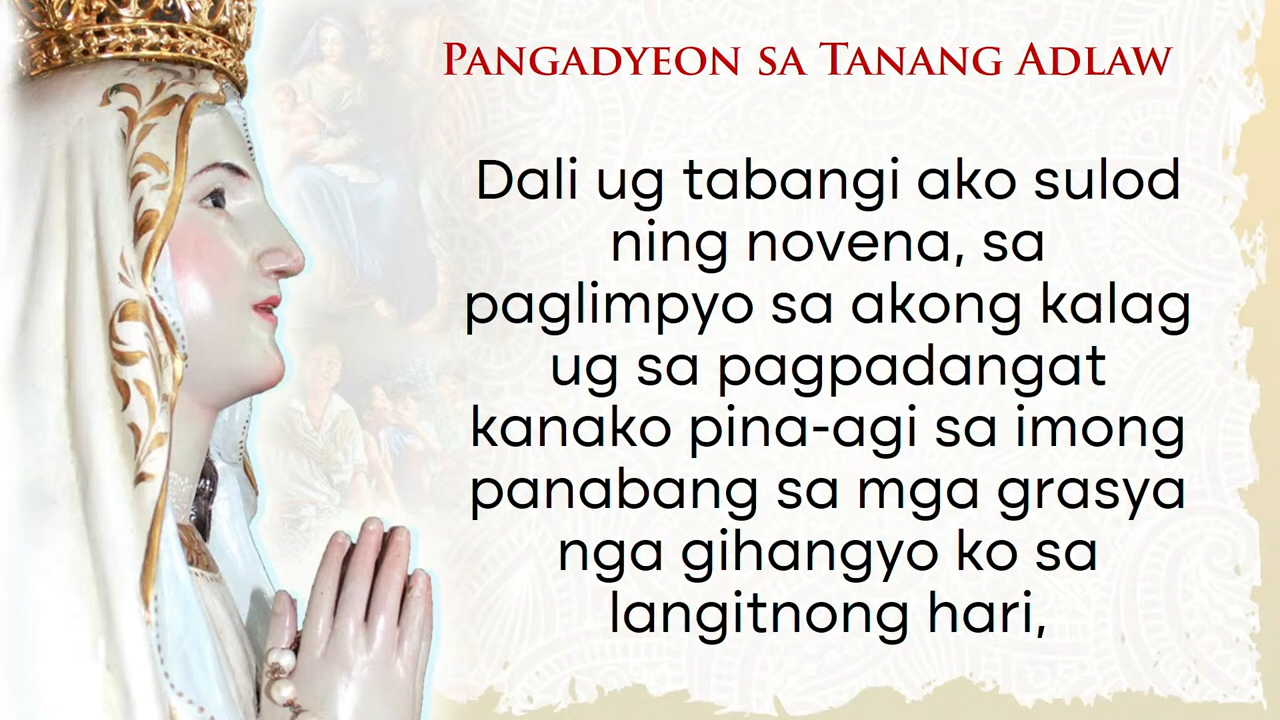 Pangadyeon sa Tanang Adlaw
Dali ug tabangi ako sulod
ning novena, sa
paglimpyo sa akong kalag
ug sa pagpadangat
kanako pina-agi sa imong
panabang sa mga grasya
nga gihangyo ko sa
langitnong hari,